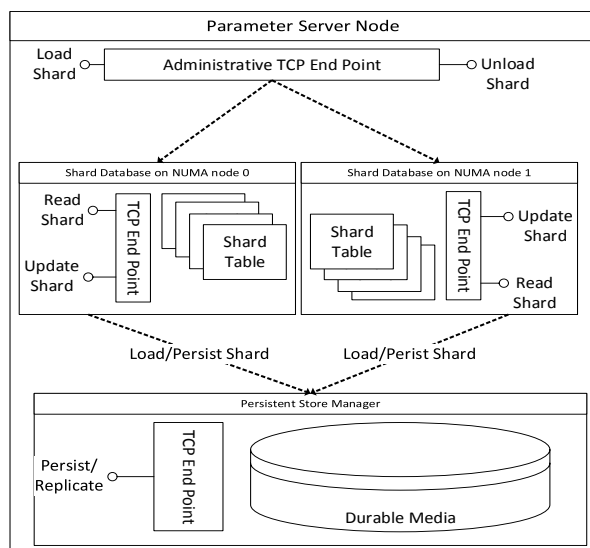 Parameter Server Node
Load
Shard
Administrative TCP End Point
Unload
Shard
Shard Database on NUMA node 0
Read
Shard
Update
Shard
TCP End Point
Shard
Table
Shard Database on NUMA node 1
Shard
Table
TCP End Point
Update
Shard
Read
Shard
Load/Persist Shard
Load/Perist Shard
Persistent Store Manager
Persist/
Replicate
TCP End Point
Durable Media